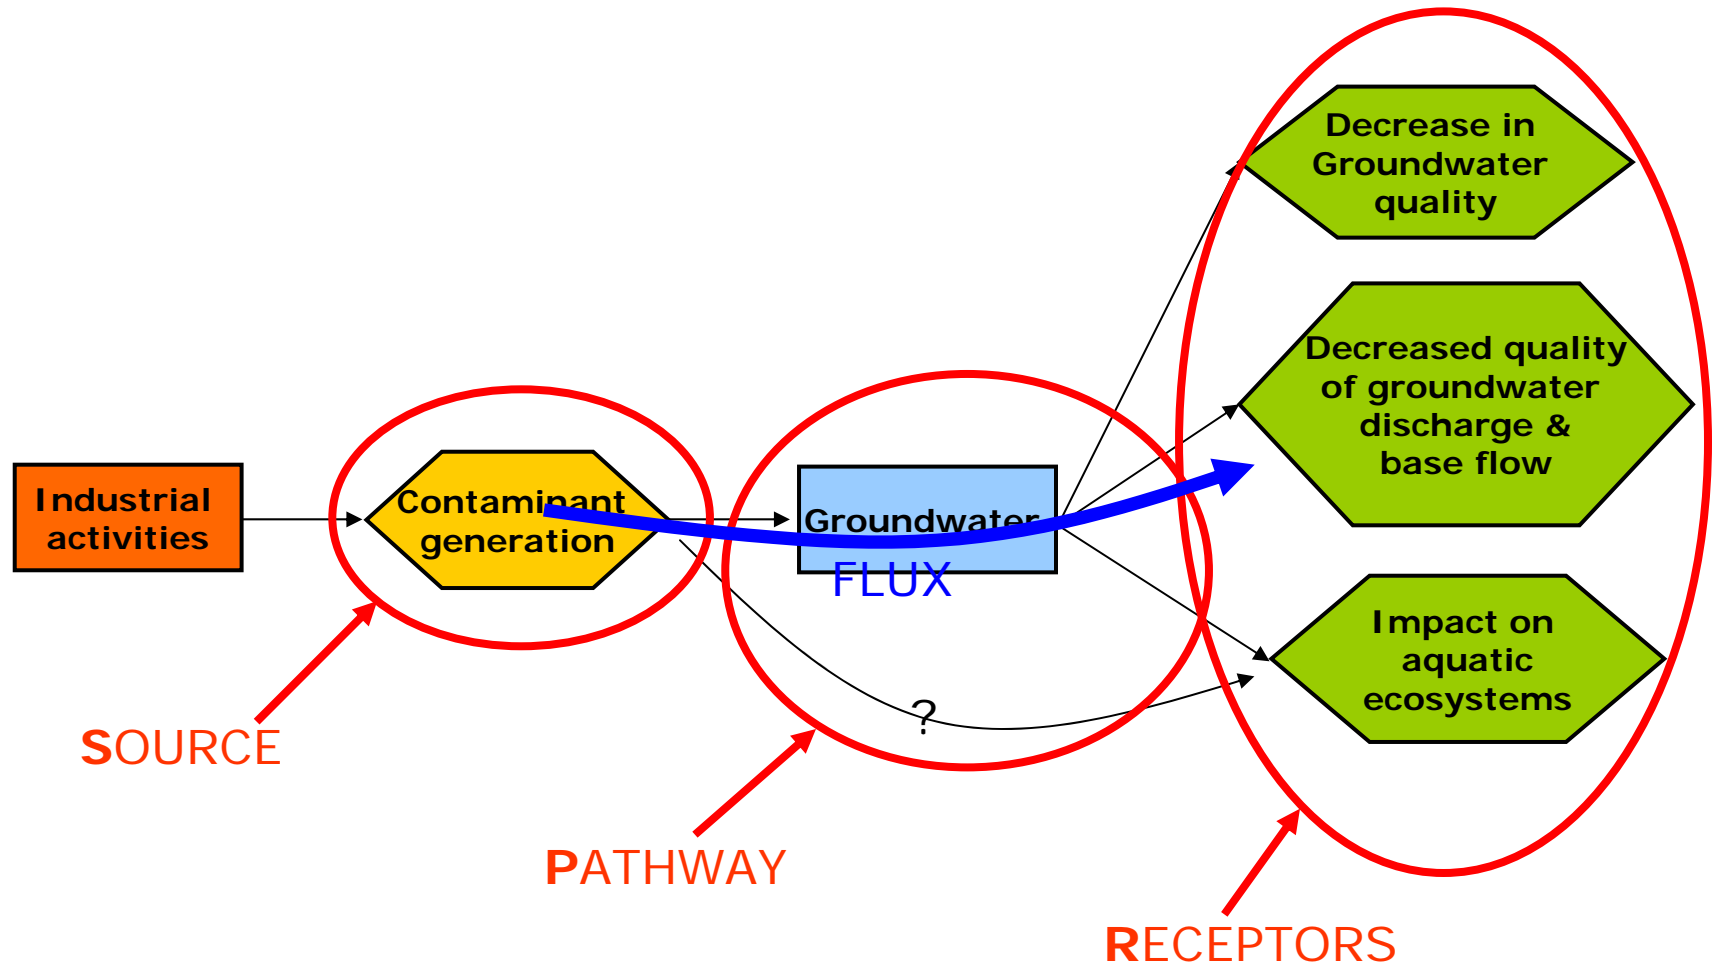 Industrial
activities
Contaminant
generation
Groundwater
FLUX
?
Decrease in
Groundwater
quality
Decreased quality
of groundwater
discharge &
base flow
Impact on
aquatic
ecosystems
SOURCE
PATHWAY
RECEPTORS